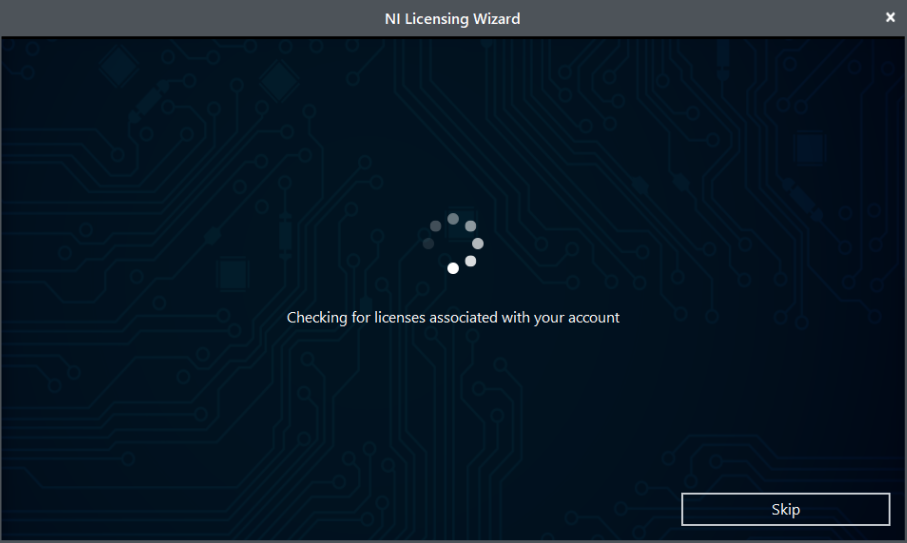 NI Licensing Wizard
Checking for licenses associated with your account
Skip